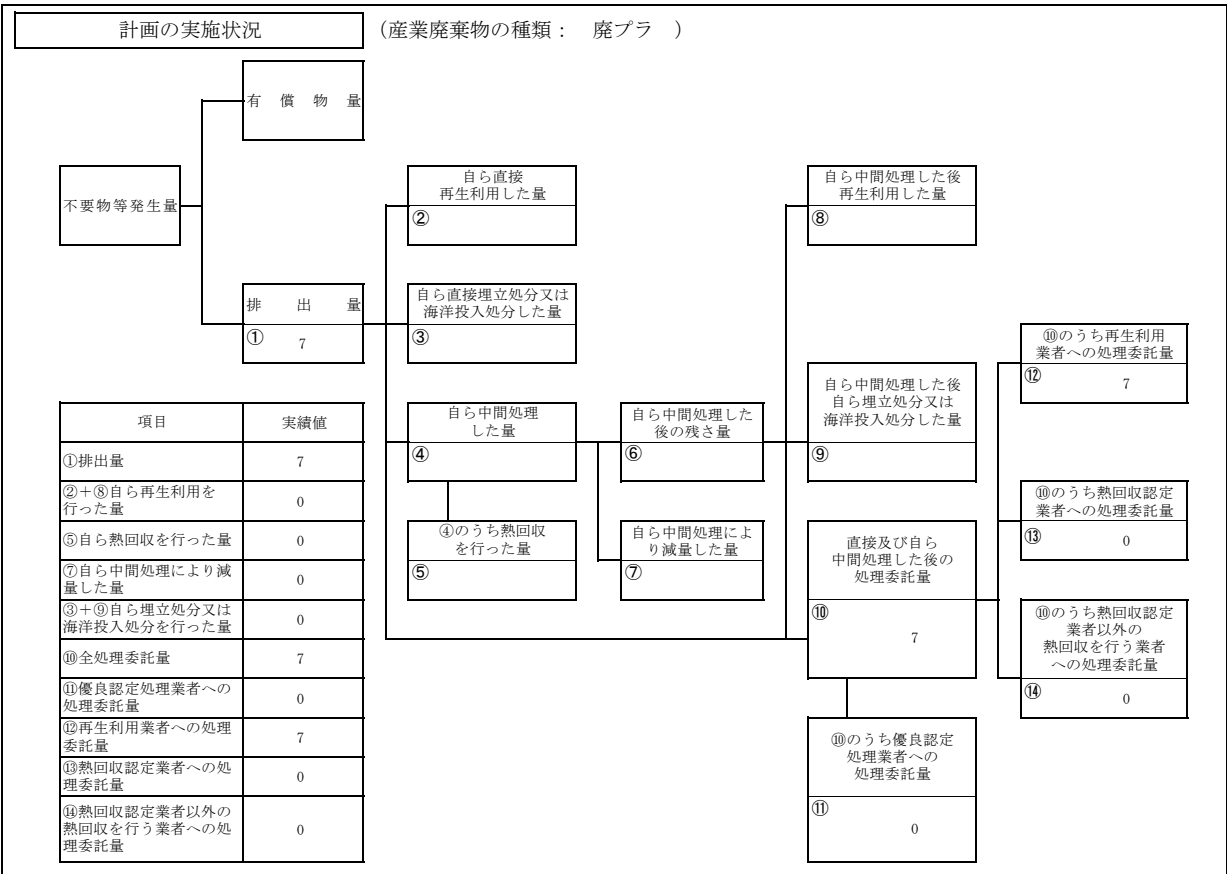 計画の実施状況
（産業廃棄物の種類： 廃プラ ）
有償物量
不要物等発生量
自ら直接
再生利用した量
②
自ら中間処理した後
再生利用した量
⑧
排出量
① 7
自ら直接埋立処分又は
海洋投入処分した量
③
自ら中間処理した後
自ら埋立処分又は
海洋投入処分した量
⑨
⑩のうち再生利用
業者への処理委託量
⑫ 7
自ら中間処理
した量
④
自ら中間処理した
後の残さ量
⑥
④のうち熱回収
を行った量
⑤
自ら中間処理によ
り減量した量
⑦
直接及び自ら
中間処理した後の
処理委託量
⑩
7
⑩のうち熱回収認定
業者への処理委託量
⑬ 0
⑩のうち熱回収認定
業者以外の
熱回収を行う業者
への処理委託量
⑭ 0
⑩のうち優良認定
処理業者への
処理委託量
⑪
0
項目 実績値
①排出量 7
②＋⑧自ら再生利用を
行った量 0
⑤自ら熱回収を行った量 0
⑦自ら中間処理により減
量した量 0
③＋⑨自ら埋立処分又は
海洋投入処分を行った量 0
⑩全処理委託量 7
⑪優良認定処理業者への
処理委託量 0
⑫再生利用業者への処理
委託量 7
⑬熱回収認定業者への処
理委託量 0
⑭熱回収認定業者以外の
熱回収を行う業者への処
理委託量 0